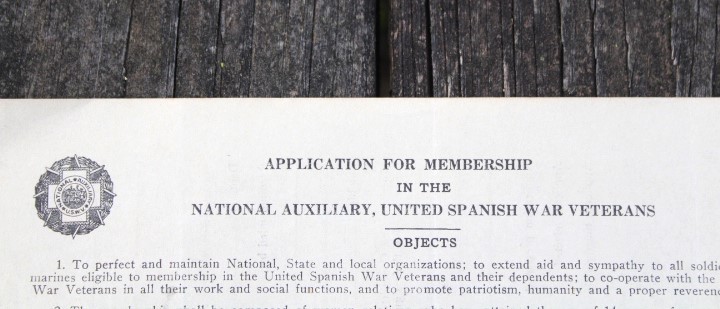 APPLICATION FOR MEMBERSHIP
IN THE
NATIONAL AUXILIARY, UNITED SPANISH WAR VETERANS
OBJECTS
1. To perfect and maintain National, State and local organizations; to extend aid and sympathy to all
marines eligible to membership in the United Spanish War Veterans and their dependents; to co-operate with the
War Veterans in all their work and social functions, and to promote patriotism, humanity and a proper
NATIONAL AUXILIARY
U.S.W.V.